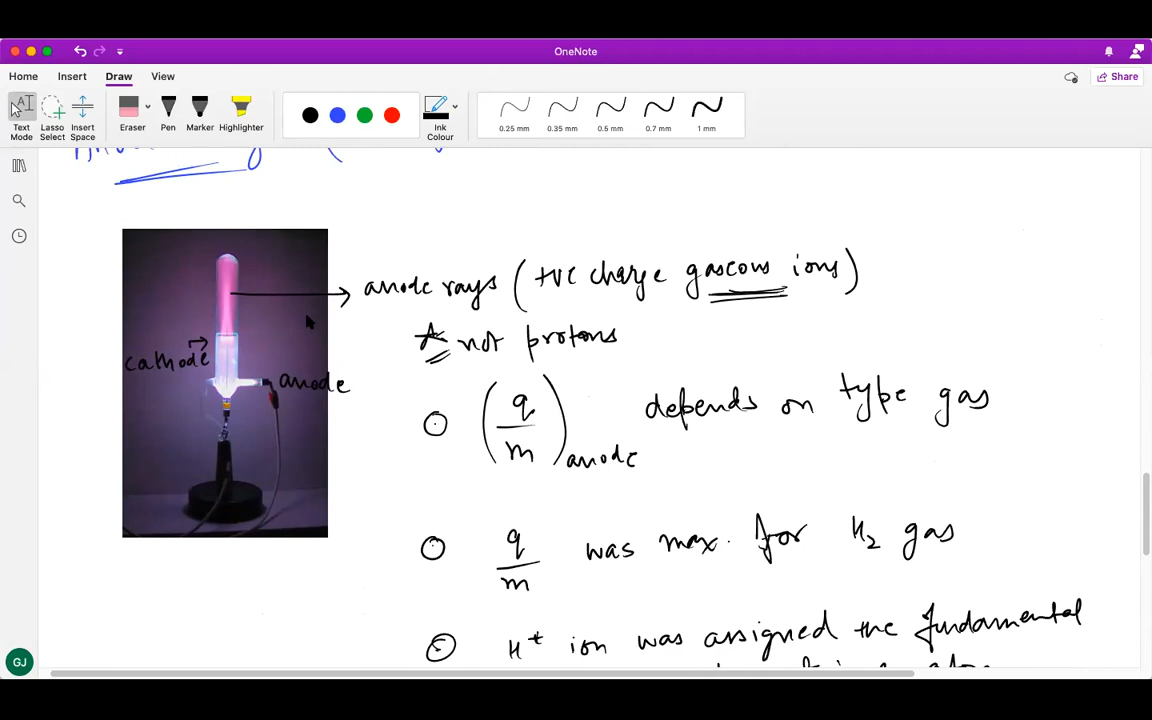 OneNote
Home Insert Draw View
Share
Text Mode
Lasso Select
Insert Space
Eraser
Pen
Marker
Highlighter
Ink Colour
0.25 mm
0.35 mm
0.5 mm
0.7 mm
1 mm
anode rays (+ve charge gaseous ions)
not protons
cathode
anode
(q/m)anode depends on type gas
q/m was max. for H2 gas
H+ ion was assigned the fundamental
GJ